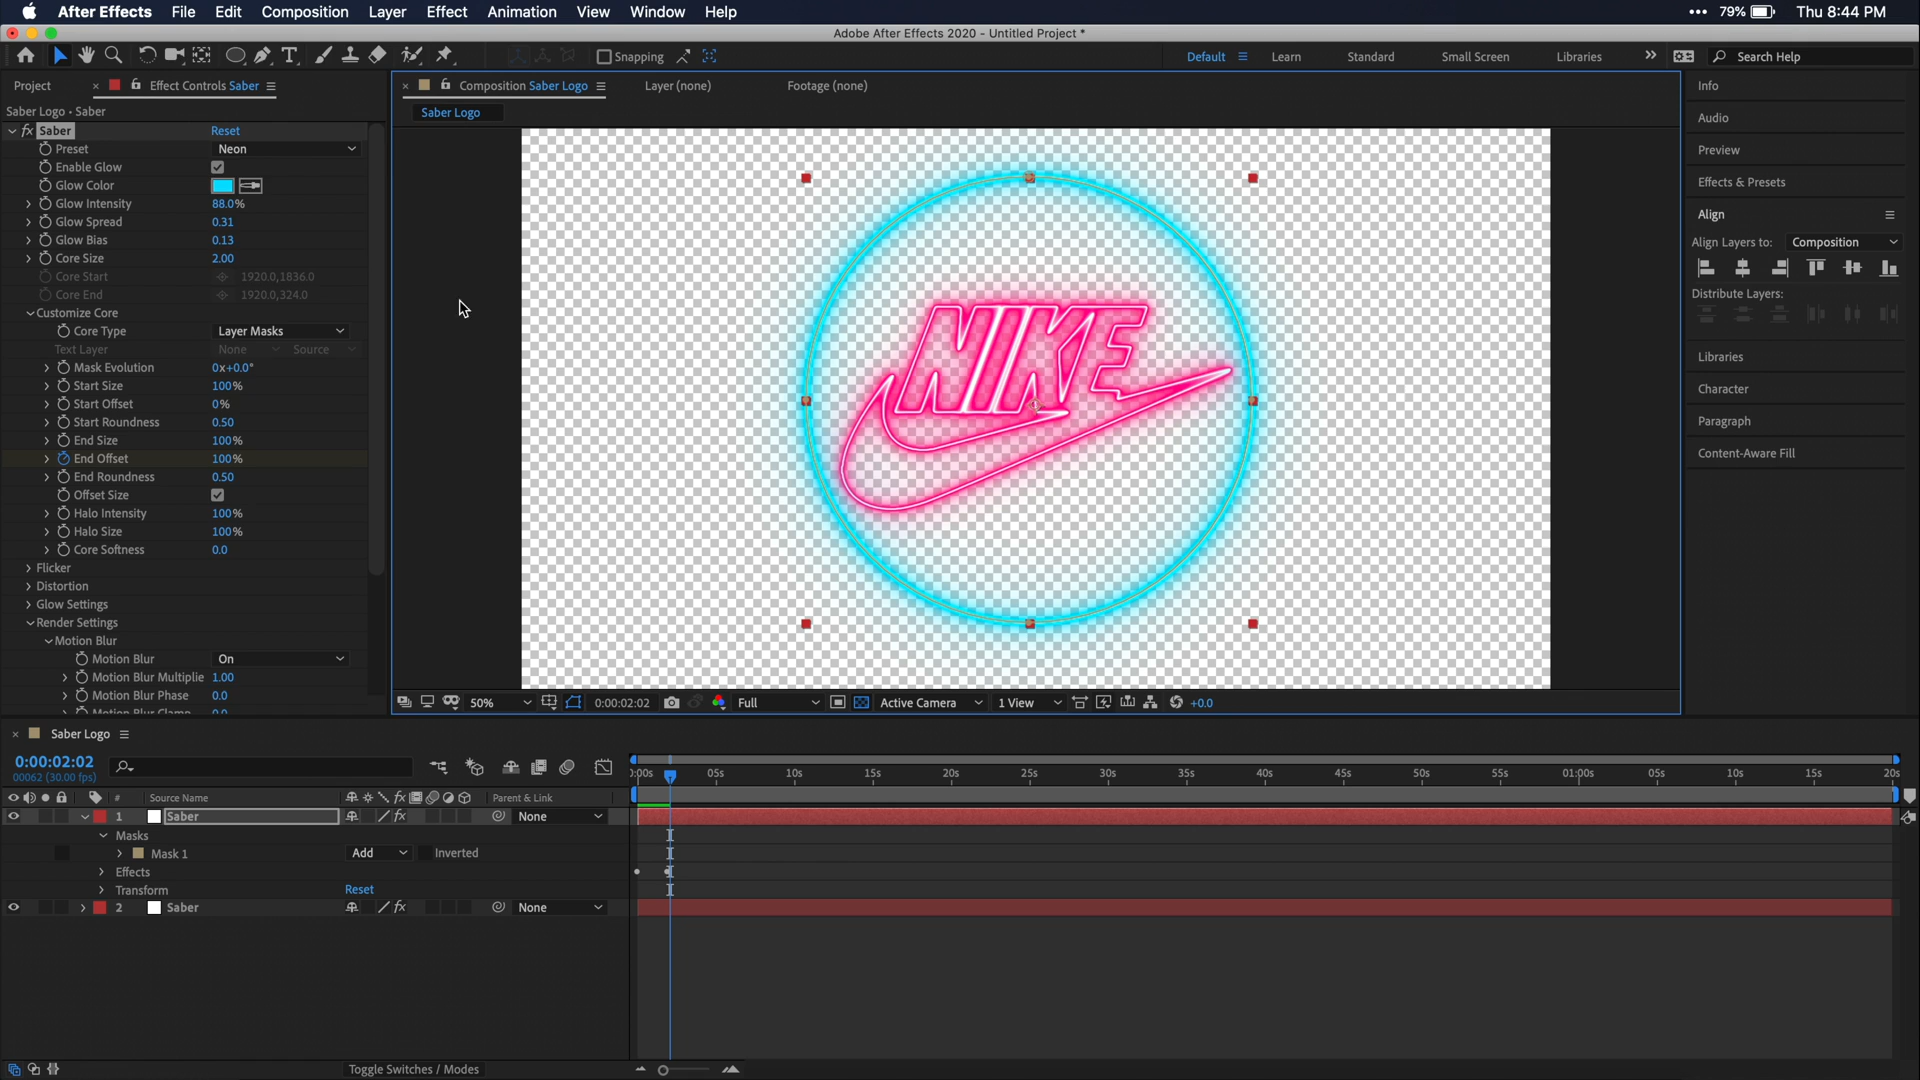 After Effects File Edit Composition Layer Effect Animation View Window Help 79% Thu 8:44 PM
Adobe After Effects 2020 - Untitled Project *
Snapping Default Learn Standard Small Screen Libraries Search Help
Project Effect Controls Saber Composition Saber Logo Layer (none) Footage (none) Info
Saber Logo • Saber
Saber Logo
Audio
fx Saber Reset
Preset Neon
Preview
Enable Glow
Glow Color
Effects & Presets
Glow Intensity 88.0%
Glow Spread 0.31
Align
Glow Bias 0.13
Align Layers to: Composition
Core Size 2.00
Core Start 1920.0,1836.0
Core End 1920.0,324.0
Distribute Layers:
Customize Core
Core Type Layer Masks
Text Layer None Source
Libraries
Mask Evolution 0x+0.0°
Start Size 100%
Character
Start Offset 0%
Start Roundness 0.50
Paragraph
End Size 100%
End Offset 100%
Content-Aware Fill
End Roundness 0.50
Offset Size
Halo Intensity 100%
Halo Size 100%
Core Softness 0.0
Flicker
Distortion
Glow Settings
Render Settings
Motion Blur
Motion Blur On
Motion Blur Multiplie 1.00
Motion Blur Phase 0.0
Motion Blur Clamp 0.0
NIKE
50% 0:00:02:02 Full Active Camera 1 View +0.0
Saber Logo
0:00:02:02
00062 (30.00 fps)
0:00s 05s 10s 15s 20s 25s 30s 35s 40s 45s 50s 55s 01:00s 05s 10s 15s 20s
# Source Name fx Parent & Link
1 Saber fx None
Masks
Mask 1 Add Inverted
Effects
Transform Reset
2 Saber fx None
Toggle Switches / Modes